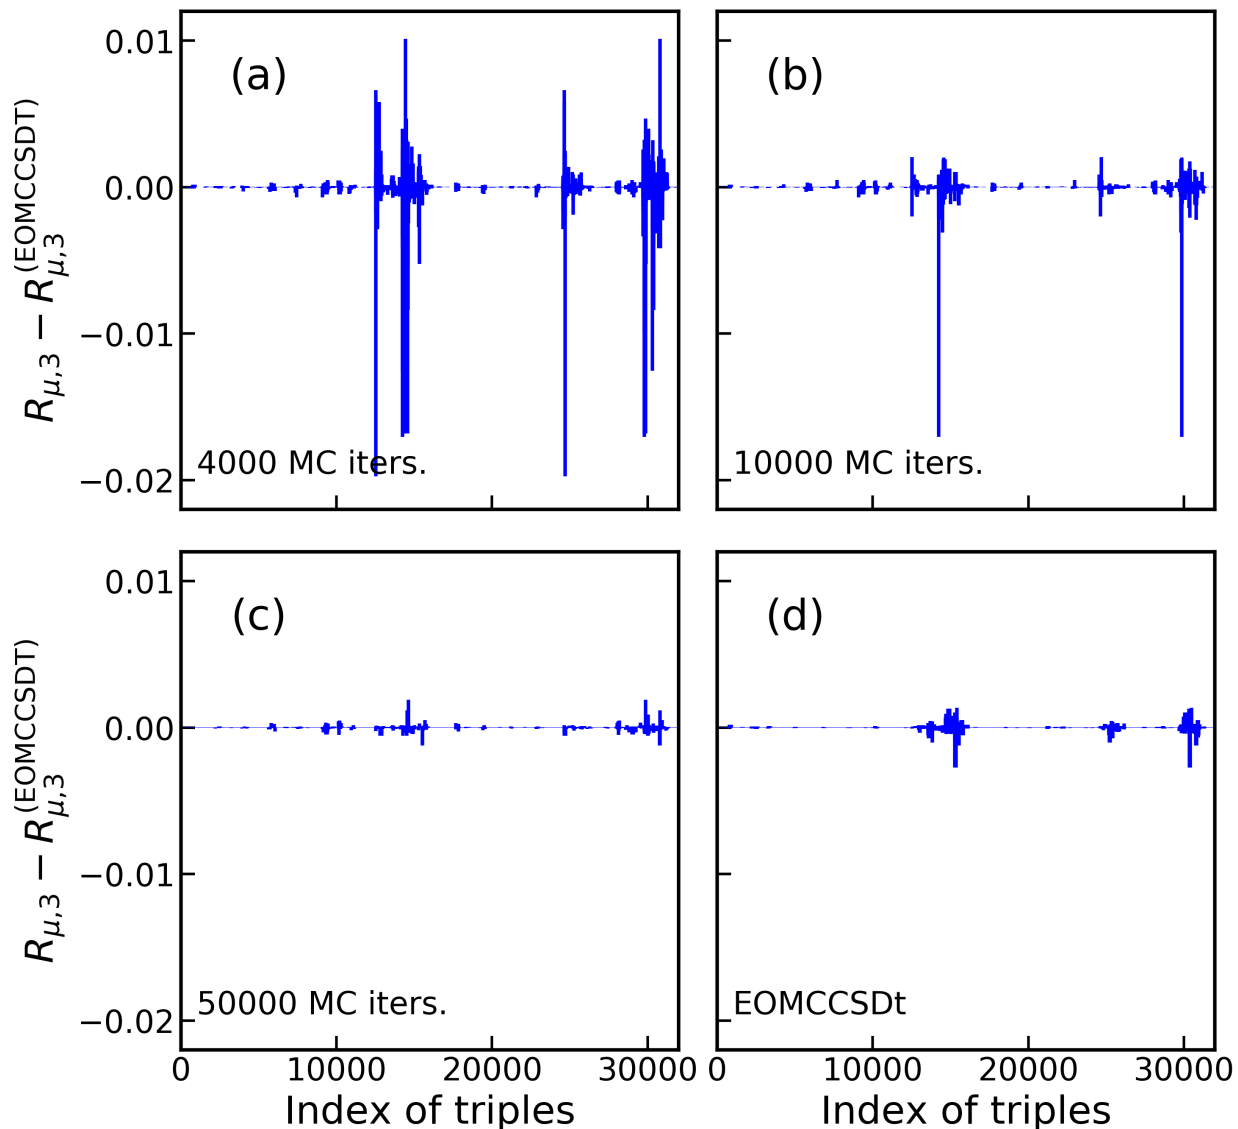 0.01
0.00
−0.01
−0.02
R_{μ,3} − R_{μ,3}^{(EOMCCSDT)}
(a)
4000 MC iters.
(b)
10000 MC iters.
0.01
0.00
−0.01
−0.02
R_{μ,3} − R_{μ,3}^{(EOMCCSDT)}
(c)
50000 MC iters.
(d)
EOMCCSDt
0 10000 20000 30000 10000 20000 30000
Index of triples Index of triples